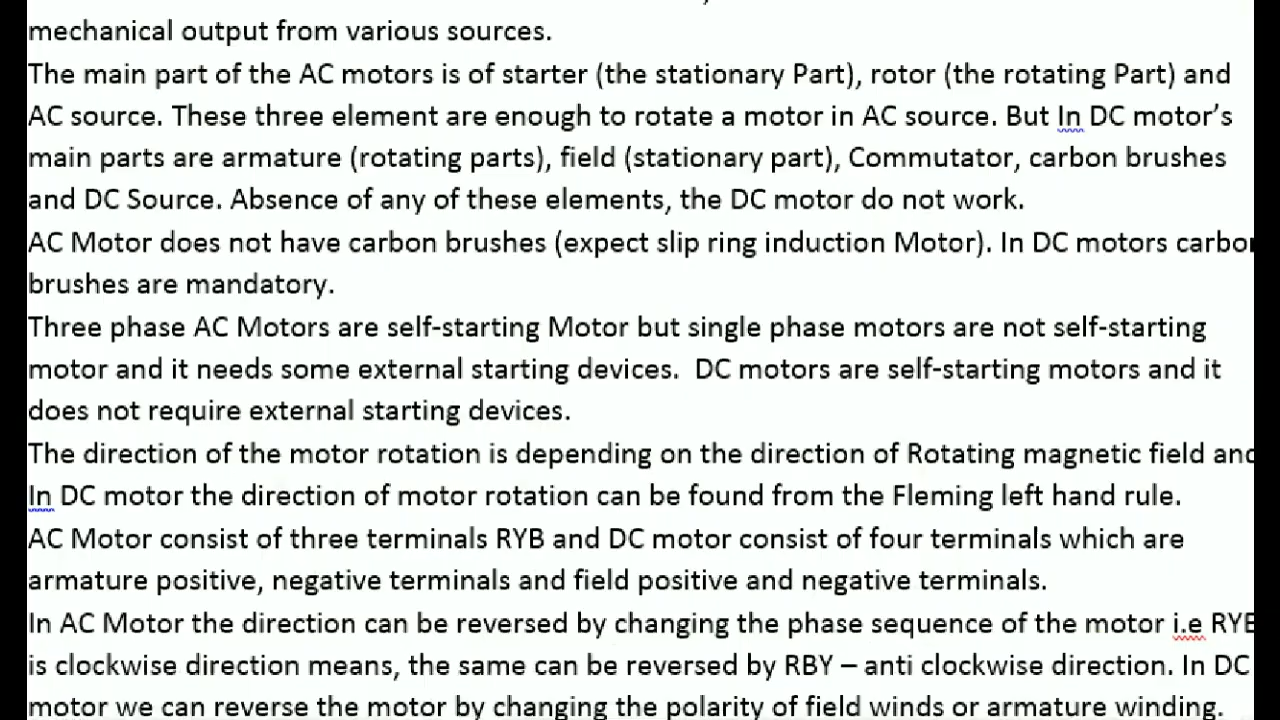 mechanical output from various sources.
The main part of the AC motors is of starter (the stationary Part), rotor (the rotating Part) and
AC source. These three element are enough to rotate a motor in AC source. But In DC motor’s
main parts are armature (rotating parts), field (stationary part), Commutator, carbon brushes
and DC Source. Absence of any of these elements, the DC motor do not work.
AC Motor does not have carbon brushes (expect slip ring induction Motor). In DC motors carbon
brushes are mandatory.
Three phase AC Motors are self-starting Motor but single phase motors are not self-starting
motor and it needs some external starting devices.  DC motors are self-starting motors and it
does not require external starting devices.
The direction of the motor rotation is depending on the direction of Rotating magnetic field and
In DC motor the direction of motor rotation can be found from the Fleming left hand rule.
AC Motor consist of three terminals RYB and DC motor consist of four terminals which are
armature positive, negative terminals and field positive and negative terminals.
In AC Motor the direction can be reversed by changing the phase sequence of the motor i.e RYB
is clockwise direction means, the same can be reversed by RBY – anti clockwise direction. In DC
motor we can reverse the motor by changing the polarity of field winds or armature winding.